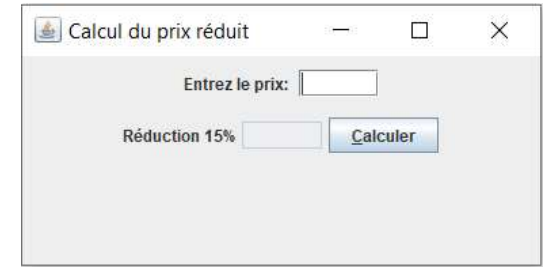 Calcul du prix réduit
Entrez le prix:
Réduction 15% Calculer